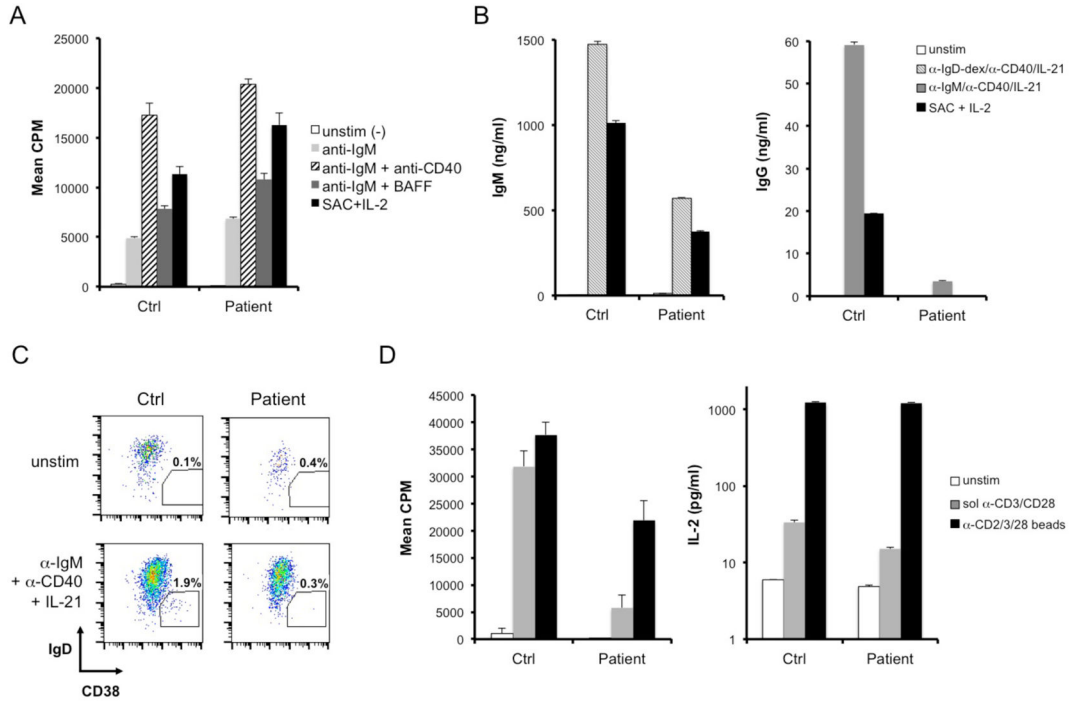 A
25000
20000
15000
10000
5000
0
Mean CPM
Ctrl
Patient
unstim (-)
anti-IgM
anti-IgM + anti-CD40
anti-IgM + BAFF
SAC+IL-2
B
1500
1000
500
0
IgM (ng/ml)
Ctrl
Patient
60
50
40
30
20
10
0
IgG (ng/ml)
Ctrl
Patient
unstim
α-IgD-dex/α-CD40/IL-21
α-IgM/α-CD40/IL-21
SAC + IL-2
C
Ctrl
Patient
unstim
0.1%
0.4%
α-IgM
+ α-CD40
+ IL-21
1.9%
0.3%
IgD
CD38
D
45000
40000
35000
30000
25000
20000
15000
10000
5000
0
Mean CPM
Ctrl
Patient
1000
100
10
1
IL-2 (pg/ml)
Ctrl
Patient
unstim
sol α-CD3/CD28
α-CD2/3/28 beads